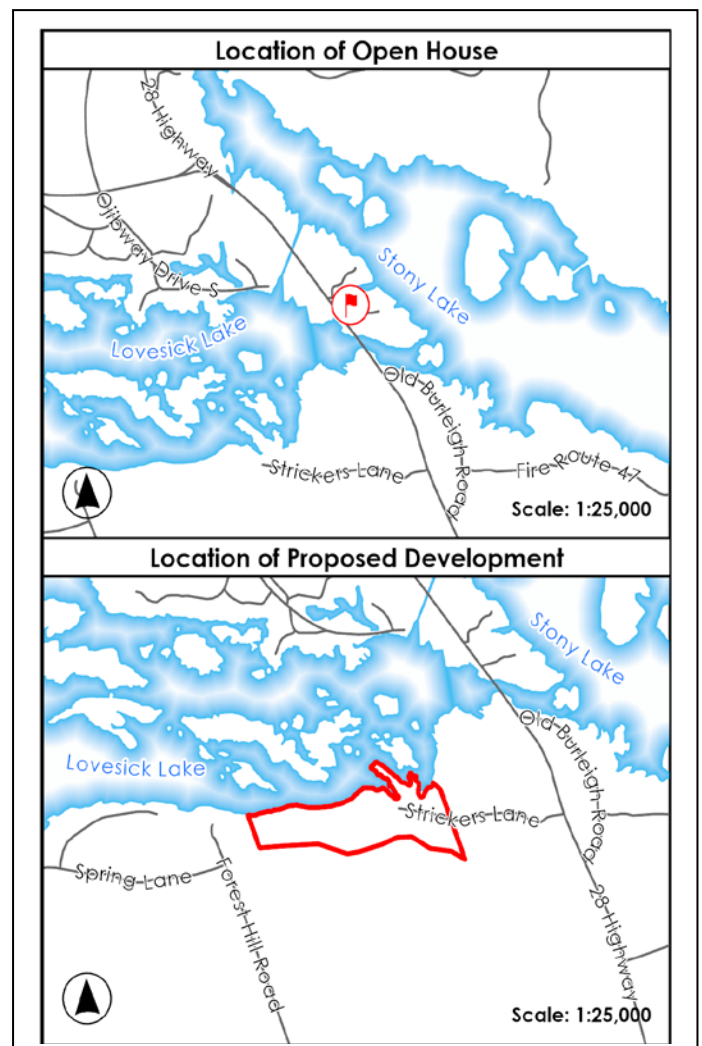 Location of Open House
28 Highway
Ojibway Drive S
Stony Lake
Lovesick Lake
Old Burleigh Road
Strickers Lane
Fire Route 47
Scale: 1:25,000
Location of Proposed Development
Stony Lake
Old Burleigh Road
Lovesick Lake
Strickers Lane
Spring Lane
Forest Hill Road
28 Highway
Scale: 1:25,000